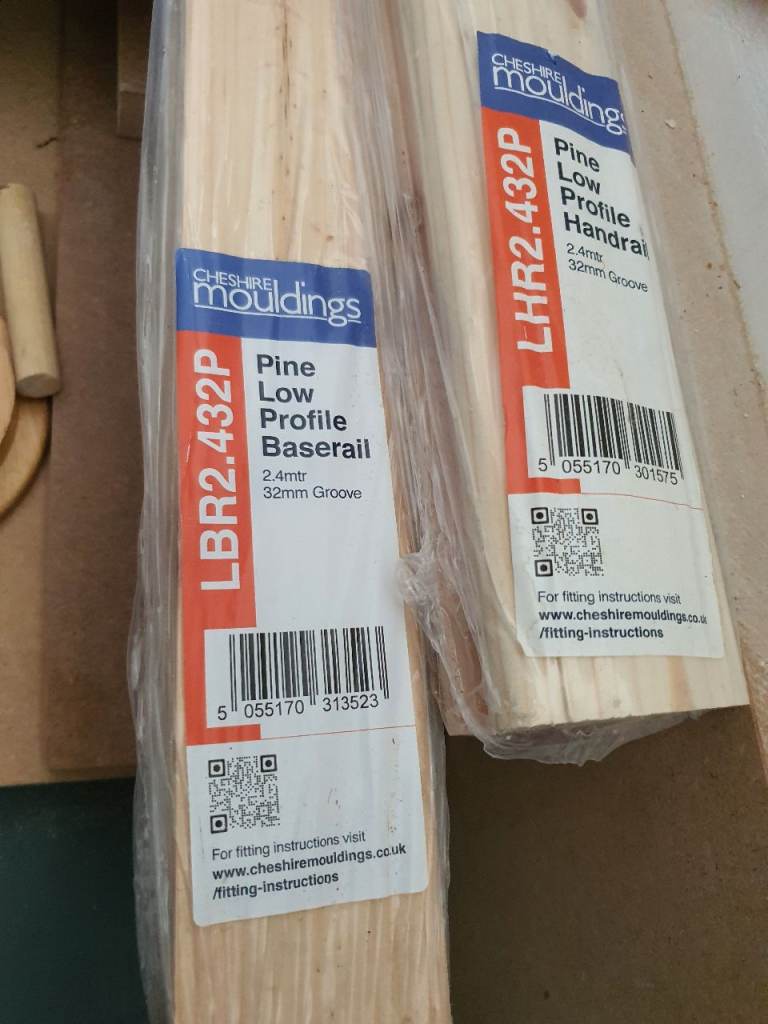 CHESHIRE
mouldings
LBR2.432P
Pine
Low
Profile
Baserail
2.4mtr
32mm Groove
5 055170 313523
For fitting instructions visit
www.cheshiremouldings.co.uk
/fitting-instructions
CHESHIRE
mouldings
LHR2.432P
Pine
Low
Profile
Handrail
2.4mtr
32mm Groove
5 055170 301575
For fitting instructions visit
www.cheshiremouldings.co.uk
/fitting-instructions